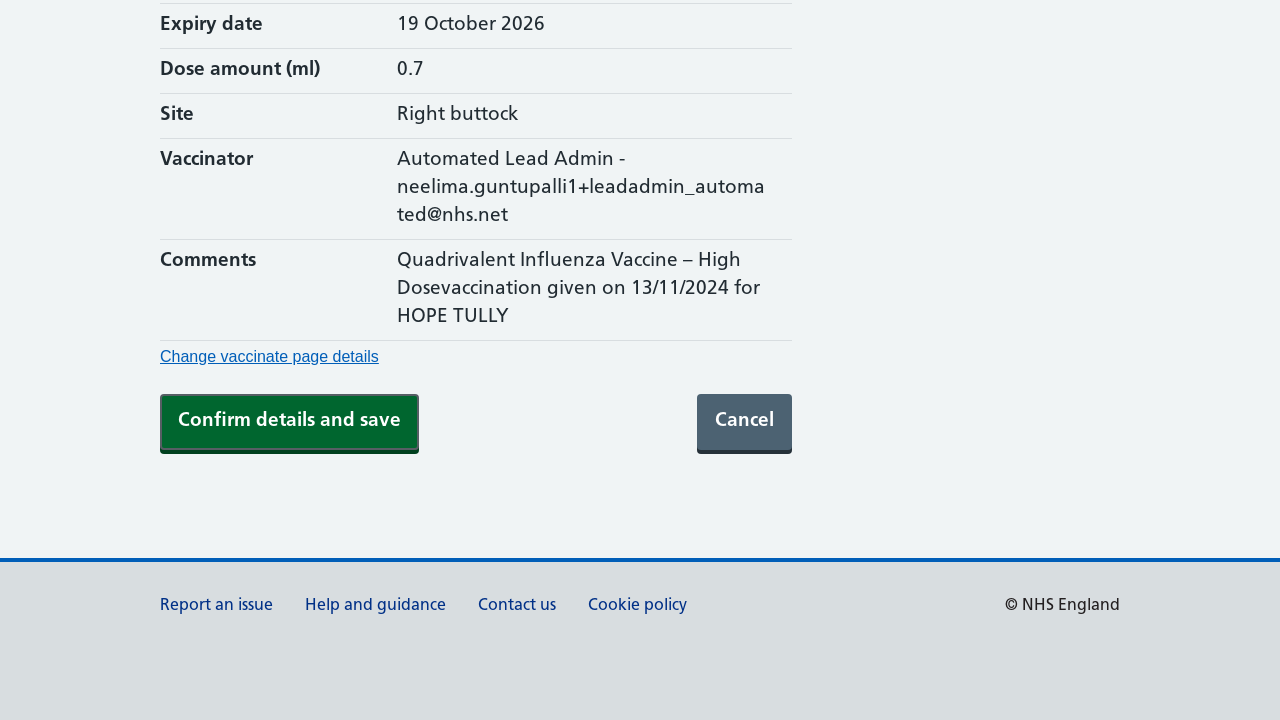 Expiry date 19 October 2026
Dose amount (ml) 0.7
Site Right buttock
Vaccinator Automated Lead Admin -
neelima.guntupalli1+leadadmin_automa
ted@nhs.net
Comments Quadrivalent Influenza Vaccine – High
Dosevaccination given on 13/11/2024 for
HOPE TULLY
Change vaccinate page details
Confirm details and save Cancel
Report an issue Help and guidance Contact us Cookie policy © NHS England